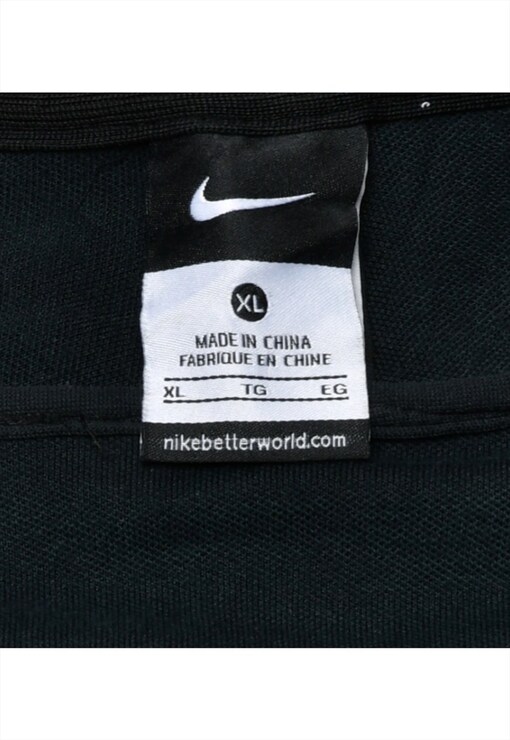 XL
MADE IN CHINA
FABRIQUE EN CHINE
XL TG EG
nikebetterworld.com